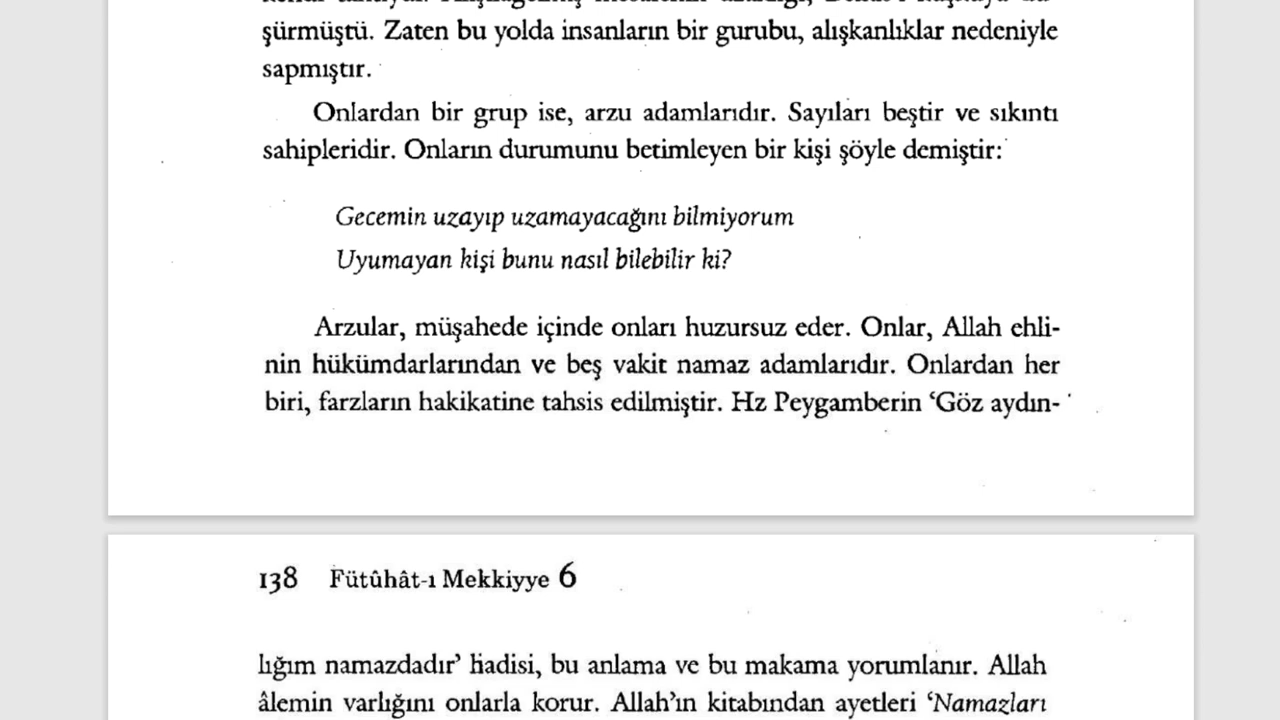 şürmüştü. Zaten bu yolda insanların bir gurubu, alışkanlıklar nedeniyle
sapmıştır.
Onlardan bir grup ise, arzu adamlarıdır. Sayıları beştir ve sıkıntı
sahipleridir. Onların durumunu betimleyen bir kişi şöyle demiştir:
Gecemin uzayıp uzamayacağını bilmiyorum
Uyumayan kişi bunu nasıl bilebilir ki?
Arzular, müşahede içinde onları huzursuz eder. Onlar, Allah ehli-
nin hükümdarlarından ve beş vakit namaz adamlarıdır. Onlardan her
biri, farzların hakikatine tahsis edilmiştir. Hz Peygamberin ‘Göz aydın-
138 Fütûhât-ı Mekkiyye 6
lığım namazdadır’ hadisi, bu anlama ve bu makama yorumlanır. Allah
âlemin varlığını onlarla korur. Allah’ın kitabından ayetleri ‘Namazları